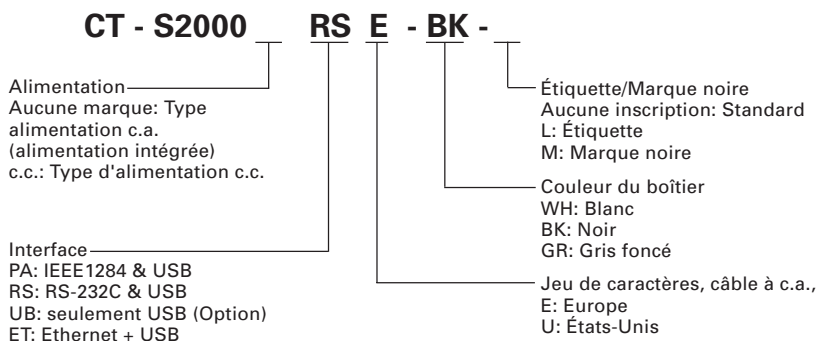 CT - S2000 RS E - BK -
Alimentation
Aucune marque: Type
alimentation c.a.
(alimentation intégrée)
c.c.: Type d'alimentation c.c.
Interface
PA: IEEE1284 & USB
RS: RS-232C & USB
UB: seulement USB (Option)
ET: Ethernet + USB
Étiquette/Marque noire
Aucune inscription: Standard
L: Étiquette
M: Marque noire
Couleur du boîtier
WH: Blanc
BK: Noir
GR: Gris foncé
Jeu de caractères, câble à c.a.,
E: Europe
U: États-Unis